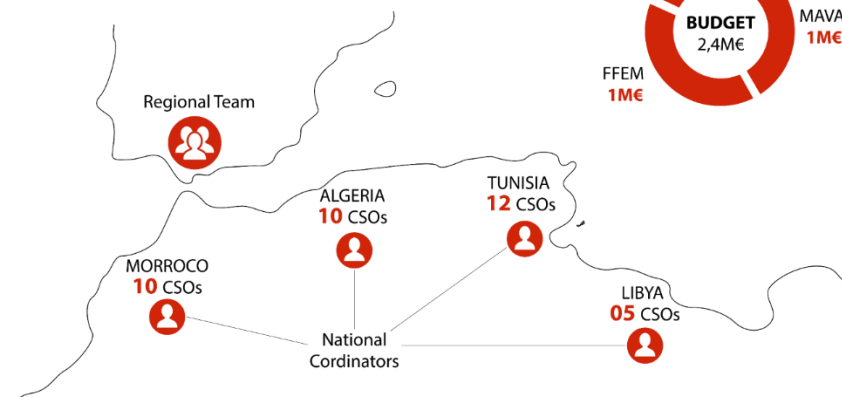 BUDGET
2,4M€
MAVA
1M€
FFEM
1M€
Regional Team
ALGERIA
10 CSOs
TUNISIA
12 CSOs
MORROCO
10 CSOs
LIBYA
05 CSOs
National
Cordinators